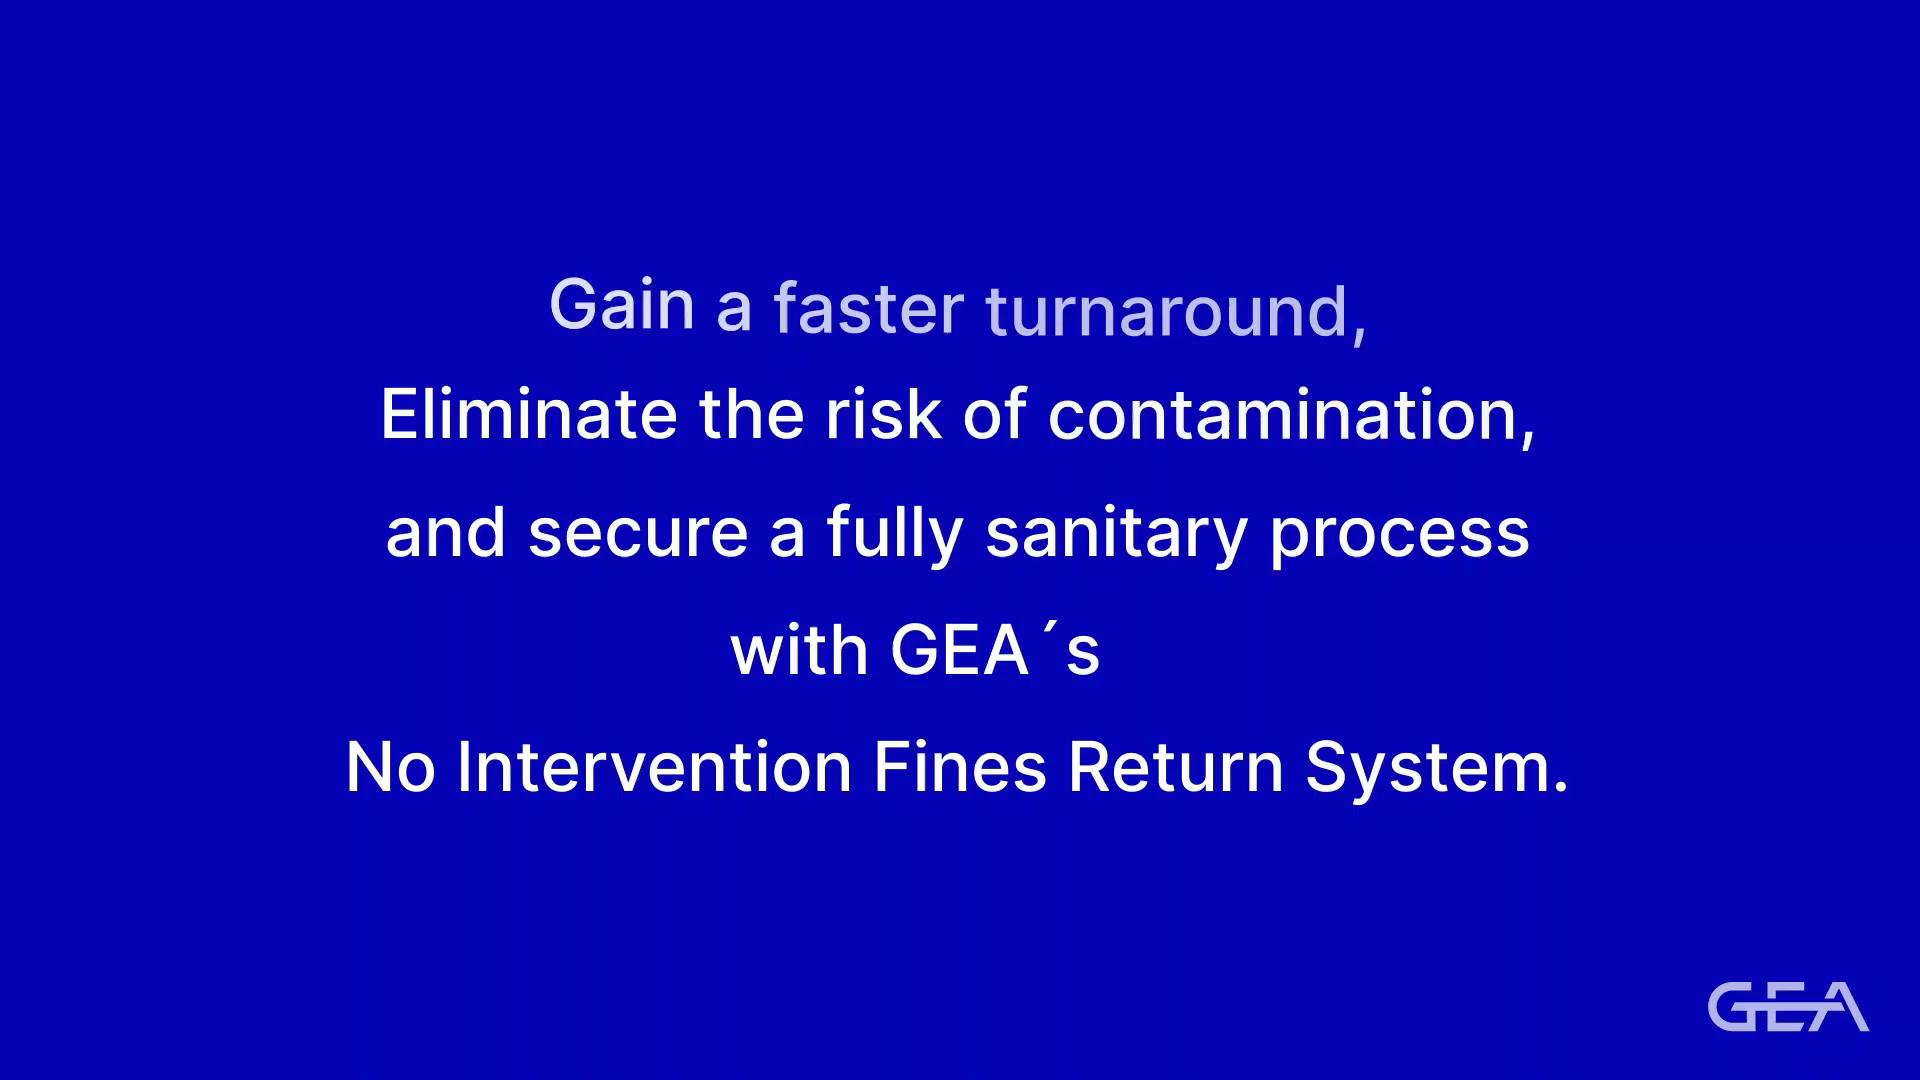 Gain a faster turnaround,
Eliminate the risk of contamination,
and secure a fully sanitary process
with GEA´s
No Intervention Fines Return System.
GEA